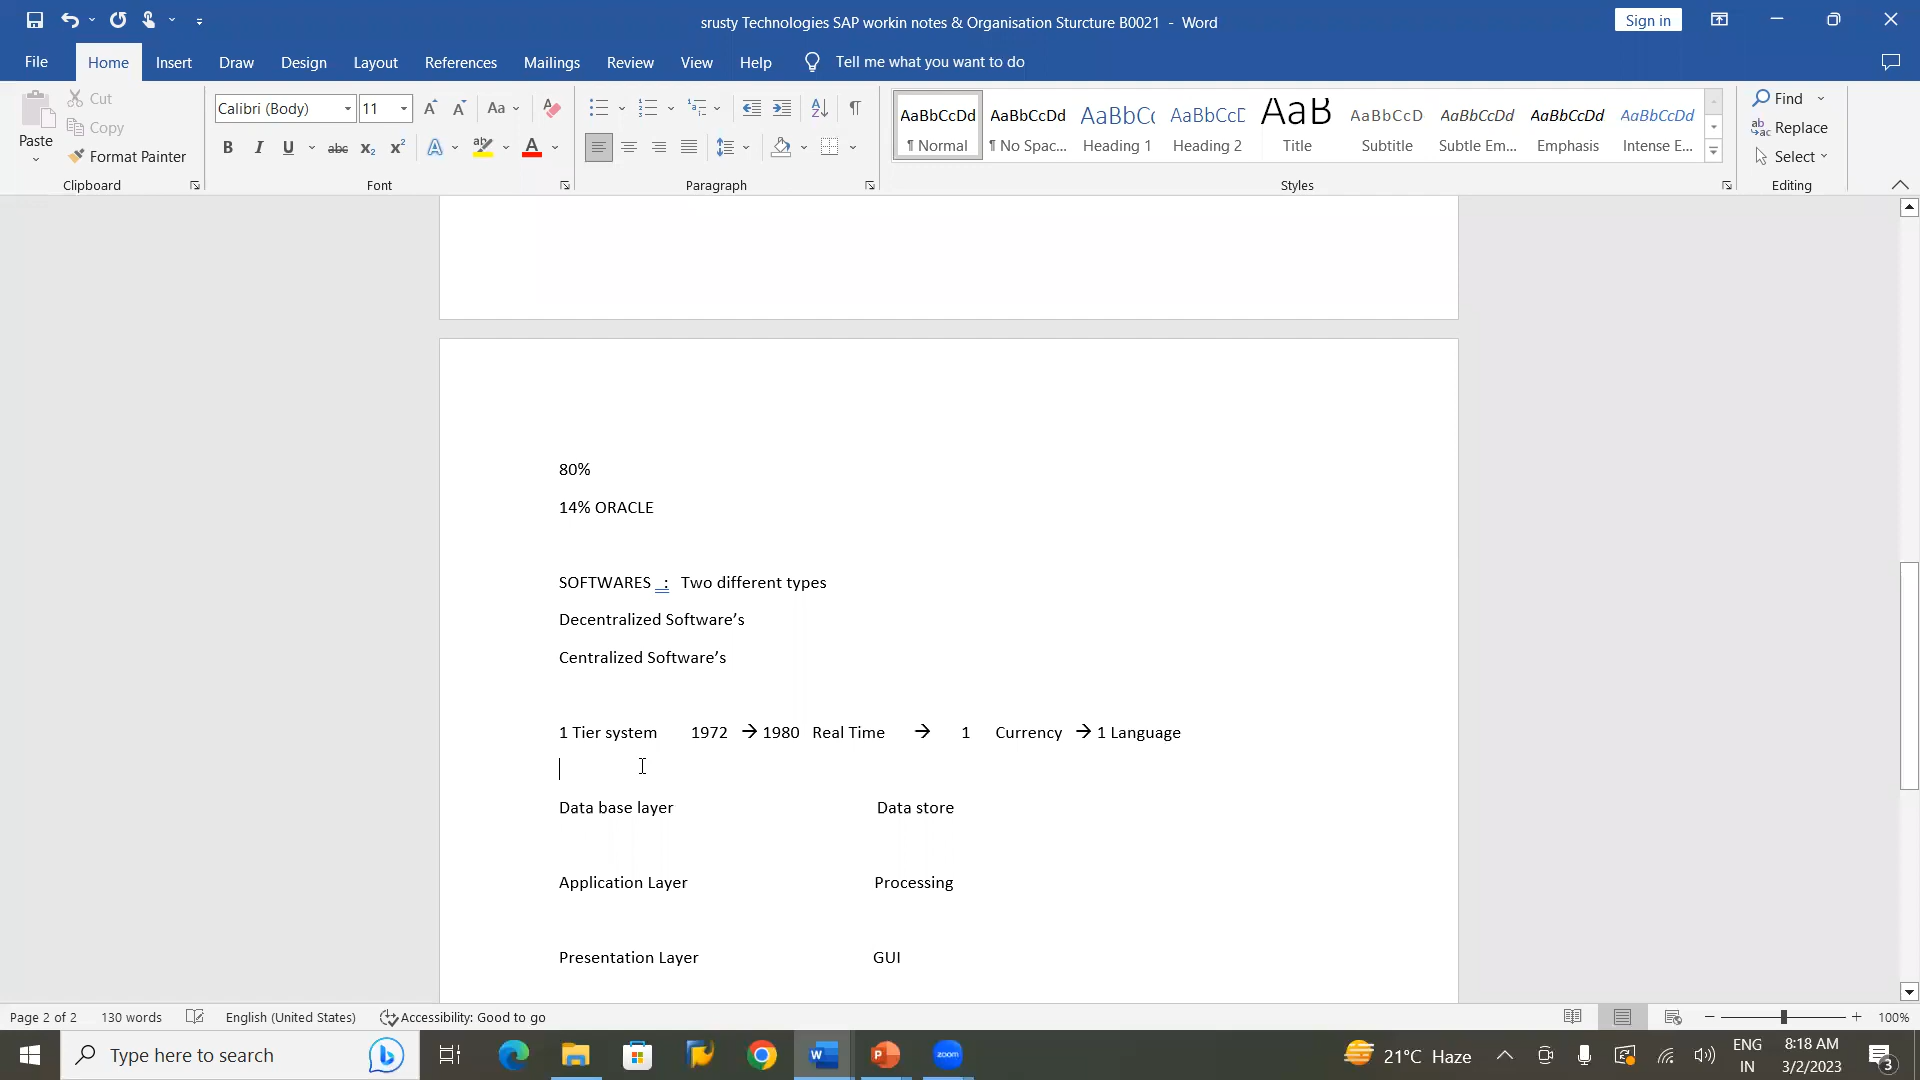 srusty Technologies SAP workin notes & Organisation Sturcture B0021 - Word
Sign in
File Home Insert Draw Design Layout References Mailings Review View Help Tell me what you want to do
Paste
Cut
Copy
Format Painter
Clipboard
Calibri (Body) 11
Font
Paragraph
AaBbCcDd AaBbCcDd AaBbC AaBbCcC AaB AaBbCcD AaBbCcDd AaBbCcDd AaBbCcDd
¶ Normal ¶ No Spac... Heading 1 Heading 2 Title Subtitle Subtle Em... Emphasis Intense E...
Styles
Find
Replace
Select
Editing
80%
14% ORACLE
SOFTWARES : Two different types
Decentralized Software’s
Centralized Software’s
1 Tier system 1972 → 1980 Real Time → 1 Currency → 1 Language
Data base layer Data store
Application Layer Processing
Presentation Layer GUI
Page 2 of 2 130 words English (United States) Accessibility: Good to go 100%
Type here to search
zoom
21°C Haze
ENG
IN
8:18 AM
3/2/2023
3